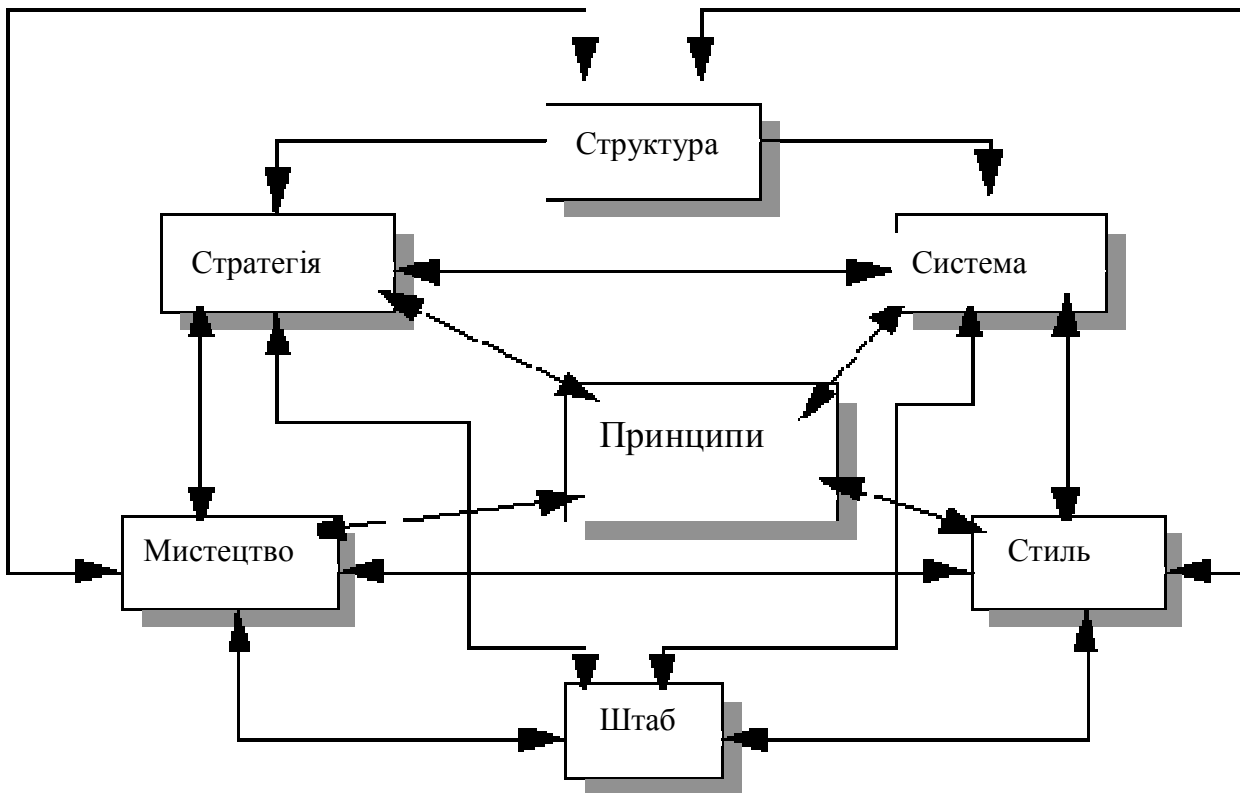 Структура
Стратегія
Система
Принципи
Мистецтво
Стиль
Штаб